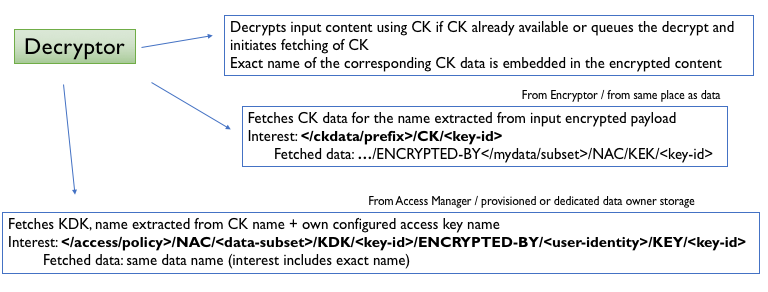 Decryptor
Decrypts input content using CK if CK already available or queues the decrypt and
initiates fetching of CK
Exact name of the corresponding CK data is embedded in the encrypted content
From Encryptor / from same place as data
Fetches CK data for the name extracted from input encrypted payload
Interest: </ckdata/prefix>/CK/<key-id>
Fetched data: .../ENCRYPTED-BY</mydata/subset>/NAC/KEK/<key-id>
From Access Manager / provisioned or dedicated data owner storage
Fetches KDK, name extracted from CK name + own configured access key name
Interest: </access/policy>/NAC/<data-subset>/KDK/<key-id>/ENCRYPTED-BY/<user-identity>/KEY/<key-id>
Fetched data: same data name (interest includes exact name)